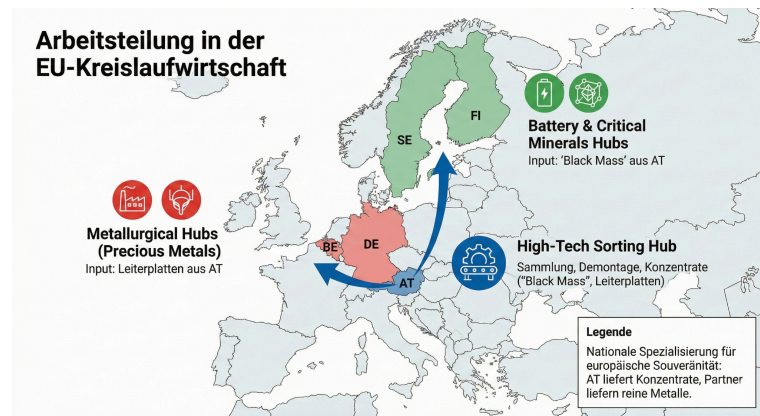 Arbeitsteilung in der
EU-Kreislaufwirtschaft
SE
FI
Battery & Critical
Minerals Hubs
Input: ‘Black Mass’ aus AT
Metallurgical Hubs
(Precious Metals)
Input: Leiterplatten aus AT
BE
DE
AT
High-Tech Sorting Hub
Sammlung, Demontage, Konzentrate
(“Black Mass”, Leiterplatten)
Legende
Nationale Spezialisierung für
europäische Souveränität:
AT liefert Konzentrate, Partner
liefern reine Metalle.